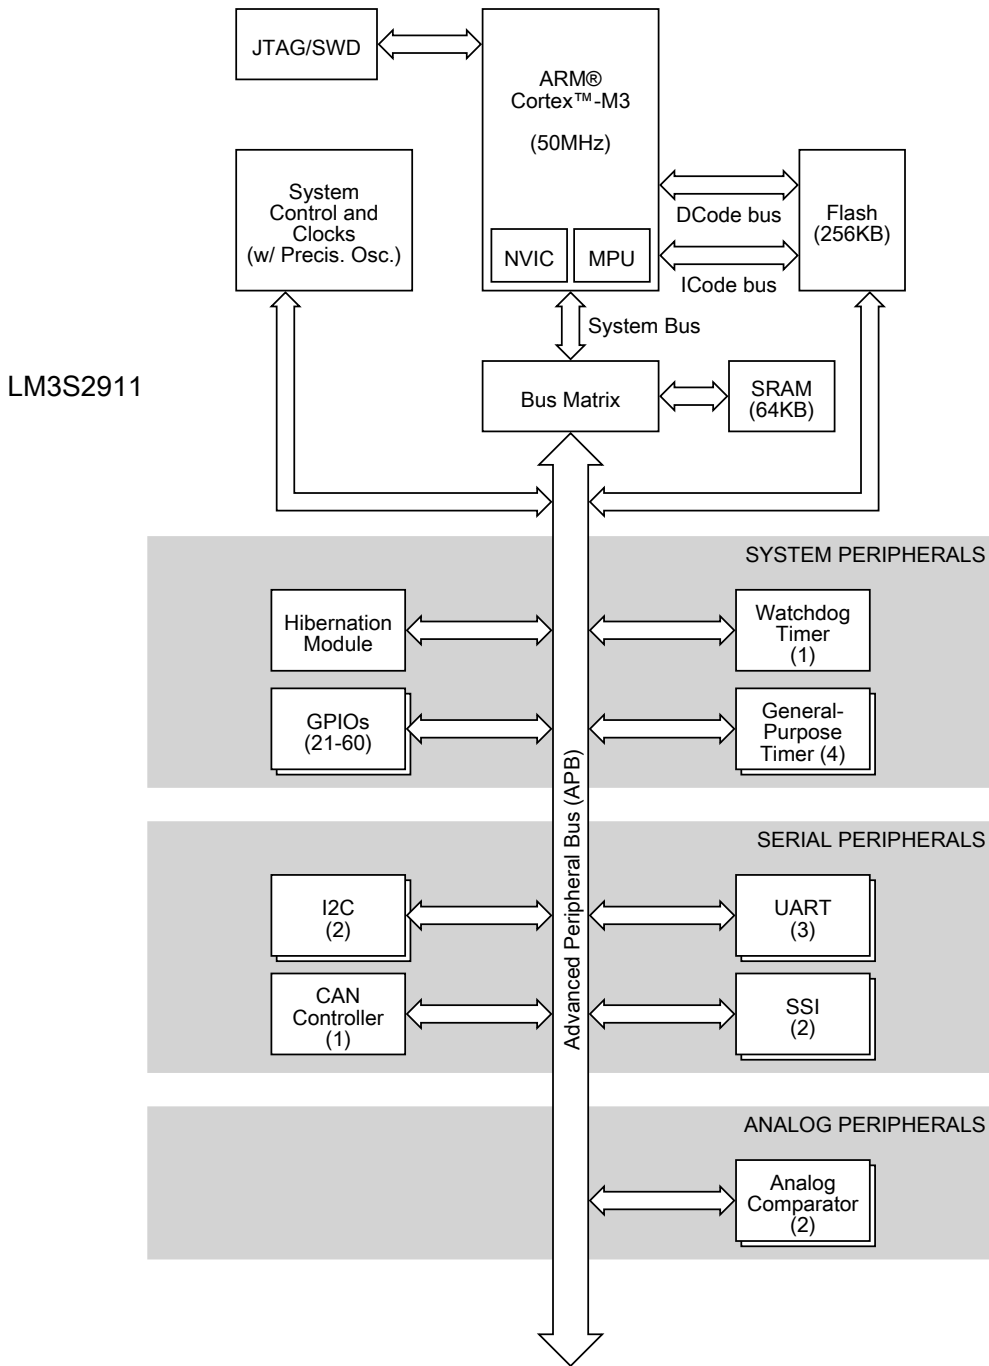 JTAG/SWD
ARM®
Cortex™-M3
(50MHz)
System
Control and
Clocks
(w/ Precis. Osc.)
DCode bus
Flash
(256KB)
NVIC
MPU
ICode bus
System Bus
LM3S2911
Bus Matrix
SRAM
(64KB)
SYSTEM PERIPHERALS
Hibernation
Module
Watchdog
Timer
(1)
GPIOs
(21-60)
General-
Purpose
Timer (4)
Advanced Peripheral Bus (APB)
SERIAL PERIPHERALS
I2C
(2)
UART
(3)
CAN
Controller
(1)
SSI
(2)
ANALOG PERIPHERALS
Analog
Comparator
(2)